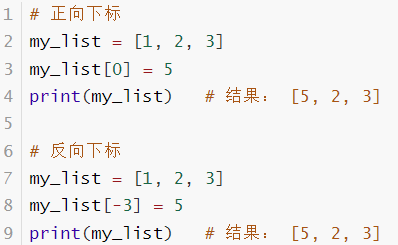 1 # 正向下标
2 my_list = [1, 2, 3]
3 my_list[0] = 5
4 print(my_list)   # 结果： [5, 2, 3]
5
6 # 反向下标
7 my_list = [1, 2, 3]
8 my_list[-3] = 5
9 print(my_list)   # 结果： [5, 2, 3]